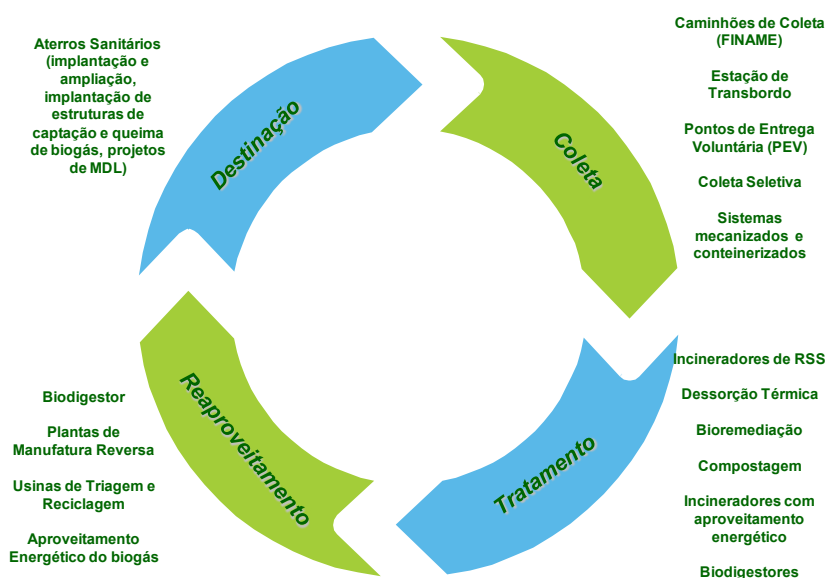 Aterros Sanitários
(implantação e
ampliação,
implantação de
estruturas de
captação e queima
de biogás, projetos
de MDL)
Destinação
Coleta
Caminhões de Coleta
(FINAME)
Estação de
Transbordo
Pontos de Entrega
Voluntária (PEV)
Coleta Seletiva
Sistemas
mecanizados e
conteinerizados
Reaproveitamento
Biodigestor
Plantas de
Manufatura Reversa
Usinas de Triagem e
Reciclagem
Aproveitamento
Energético do biogás
Tratamento
Incineradores de RSS
Dessorção Térmica
Bioremediação
Compostagem
Incineradores com
aproveitamento
energético
Biodigestores